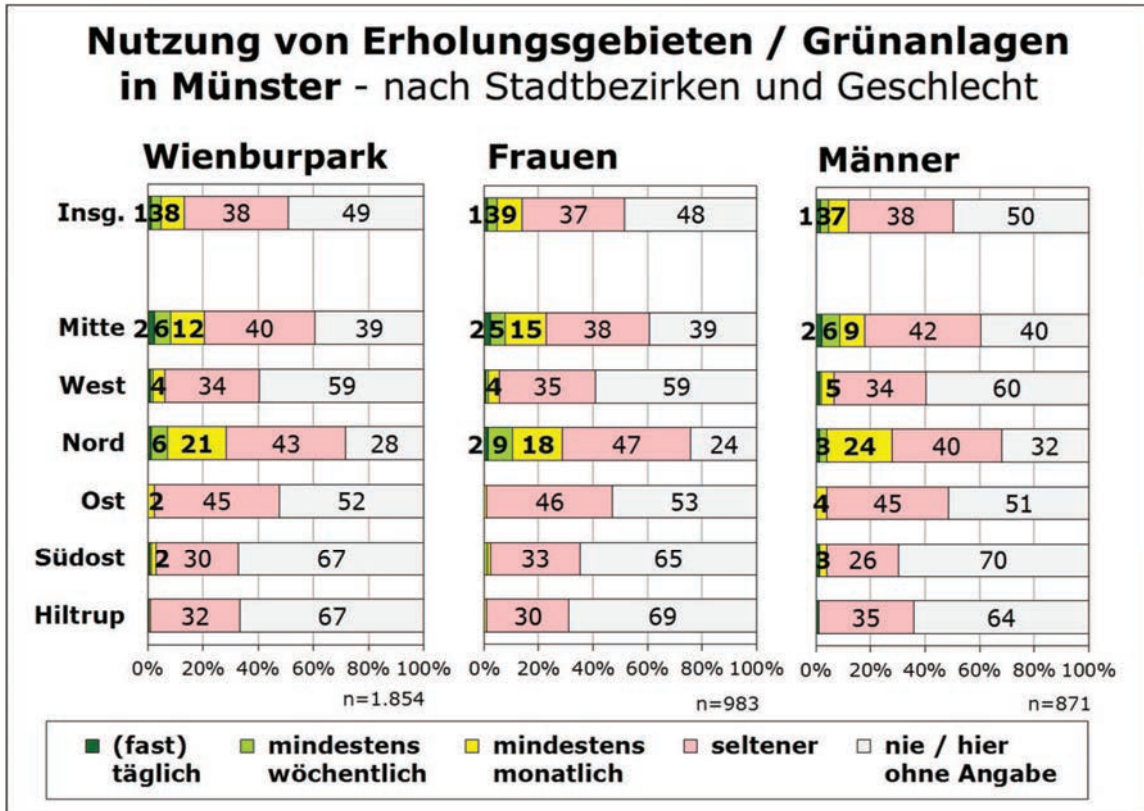 Nutzung von Erholungsgebieten / Grünanlagen
in Münster - nach Stadtbezirken und Geschlecht
Wienburpark Frauen Männer
Insg. 1 3 8 38 49 1 3 9 37 48 1 3 7 38 50
Mitte 2 6 12 40 39 2 5 15 38 39 2 6 9 42 40
West 4 34 59 4 35 59 5 34 60
Nord 6 21 43 28 2 9 18 47 24 3 24 40 32
Ost 2 45 52 46 53 4 45 51
Südost 2 30 67 33 65 3 26 70
Hiltrup 32 67 30 69 35 64
0% 20% 40% 60% 80% 100% 0% 20% 40% 60% 80% 100% 0% 20% 40% 60% 80% 100%
n=1.854 n=983 n=871
(fast) mindestens mindestens seltener nie / hier
täglich wöchentlich monatlich ohne Angabe